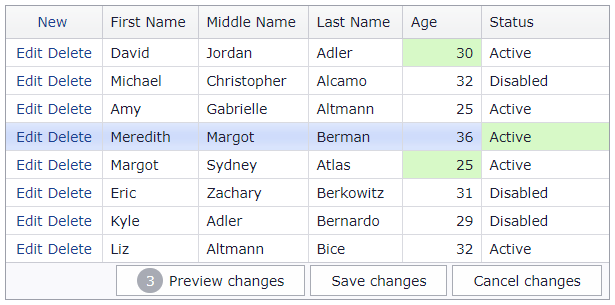 New First Name Middle Name Last Name Age Status
Edit Delete David Jordan Adler 30 Active
Edit Delete Michael Christopher Alcamo 32 Disabled
Edit Delete Amy Gabrielle Altmann 25 Active
Edit Delete Meredith Margot Berman 36 Active
Edit Delete Margot Sydney Atlas 25 Active
Edit Delete Eric Zachary Berkowitz 31 Disabled
Edit Delete Kyle Adler Bernardo 29 Disabled
Edit Delete Liz Altmann Bice 32 Active
3 Preview changes Save changes Cancel changes